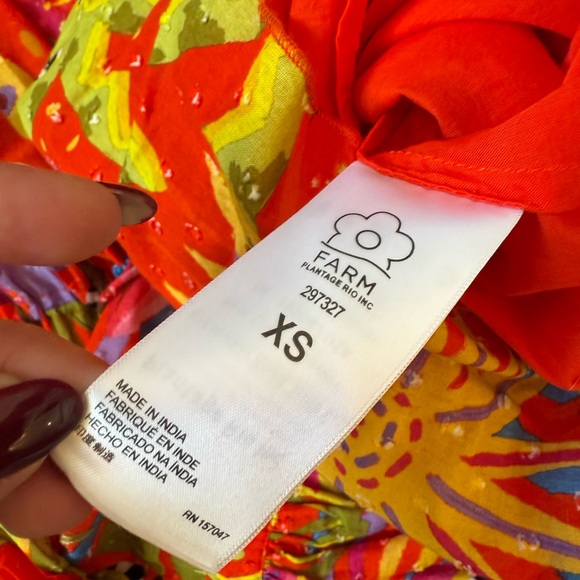 FARM
PLANTAGE RIO INC
297327
XS
MADE IN INDIA
FABRIQUÉ EN INDE
FABRICADO NA INDIA
HECHO EN INDIA
印度制造
RN 157047